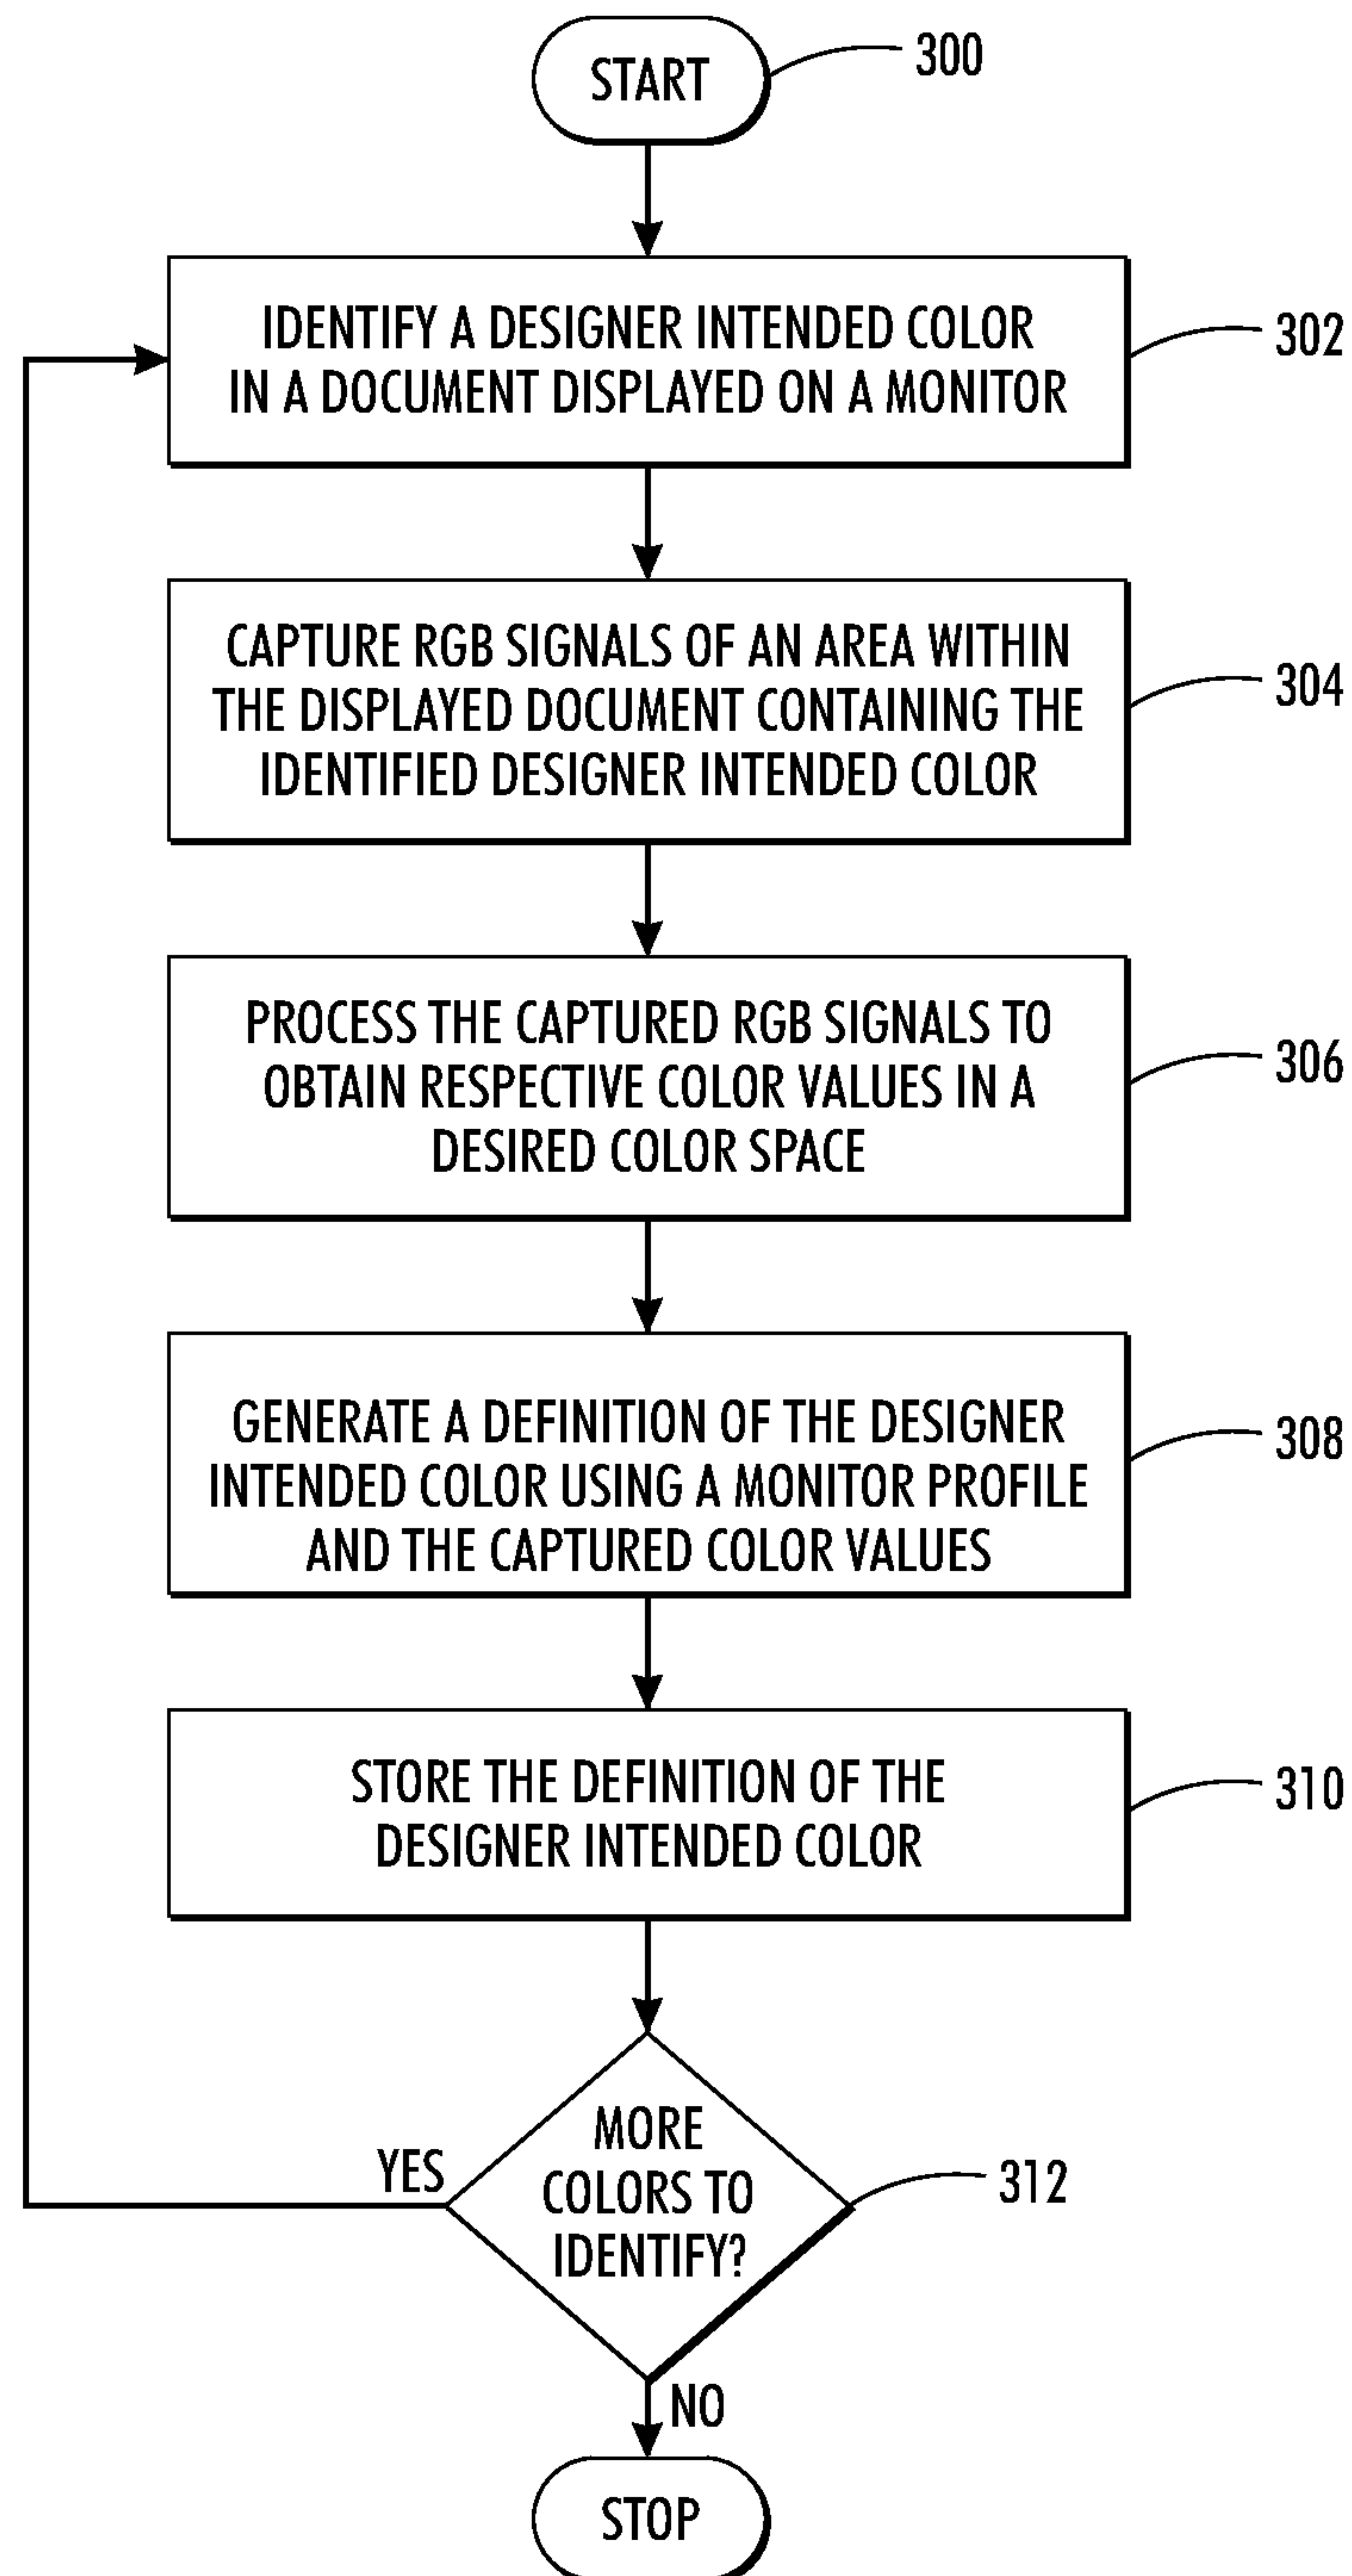 START
300
IDENTIFY A DESIGNER INTENDED COLOR
IN A DOCUMENT DISPLAYED ON A MONITOR
302
CAPTURE RGB SIGNALS OF AN AREA WITHIN
THE DISPLAYED DOCUMENT CONTAINING THE
IDENTIFIED DESIGNER INTENDED COLOR
304
PROCESS THE CAPTURED RGB SIGNALS TO
OBTAIN RESPECTIVE COLOR VALUES IN A
DESIRED COLOR SPACE
306
GENERATE A DEFINITION OF THE DESIGNER
INTENDED COLOR USING A MONITOR PROFILE
AND THE CAPTURED COLOR VALUES
308
STORE THE DEFINITION OF THE
DESIGNER INTENDED COLOR
310
MORE
COLORS TO
IDENTIFY?
312
YES
NO
STOP